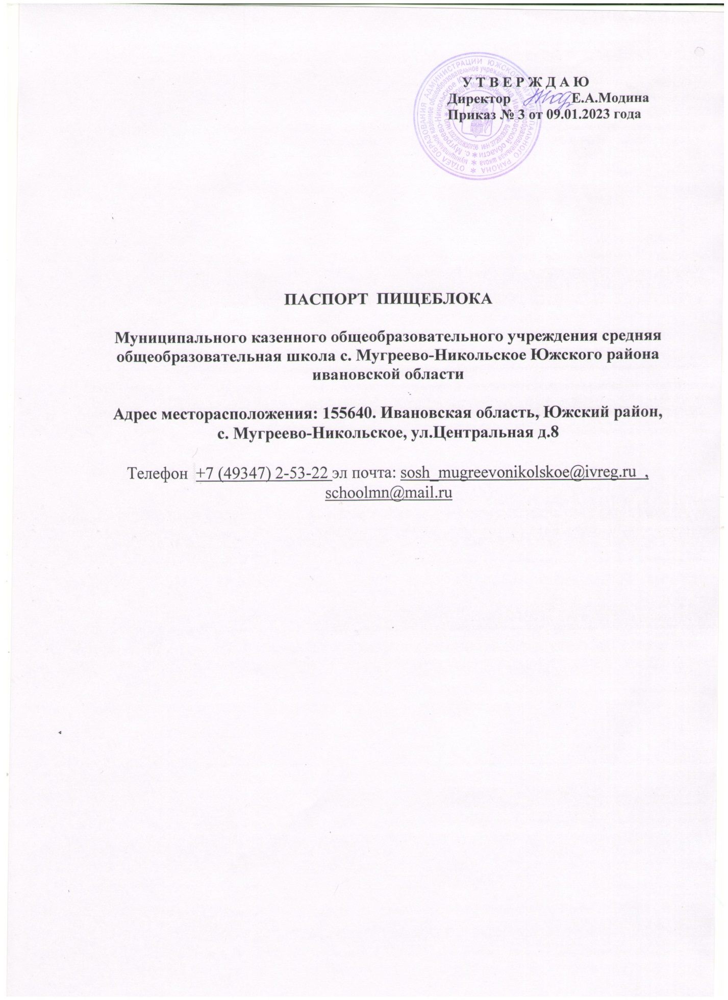 У Т В Е Р Ж Д А Ю
Директор Е.А.Модина
Приказ № 3 от 09.01.2023 года
ПАСПОРТ ПИЩЕБЛОКА
Муниципального казенного общеобразовательного учреждения средняя
общеобразовательная школа с. Мугреево-Никольское Южского района
ивановской области
Адрес месторасположения: 155640. Ивановская область, Южский район,
с. Мугреево-Никольское, ул.Центральная д.8
Телефон +7 (49347) 2-53-22 эл почта: sosh_mugreevonikolskoe@ivreg.ru ,
schoolmn@mail.ru
ОТДЕЛ ОБРАЗОВАНИЯ АДМИНИСТРАЦИИ ЮЖСКОГО МУНИЦИПАЛЬНОГО РАЙОНА